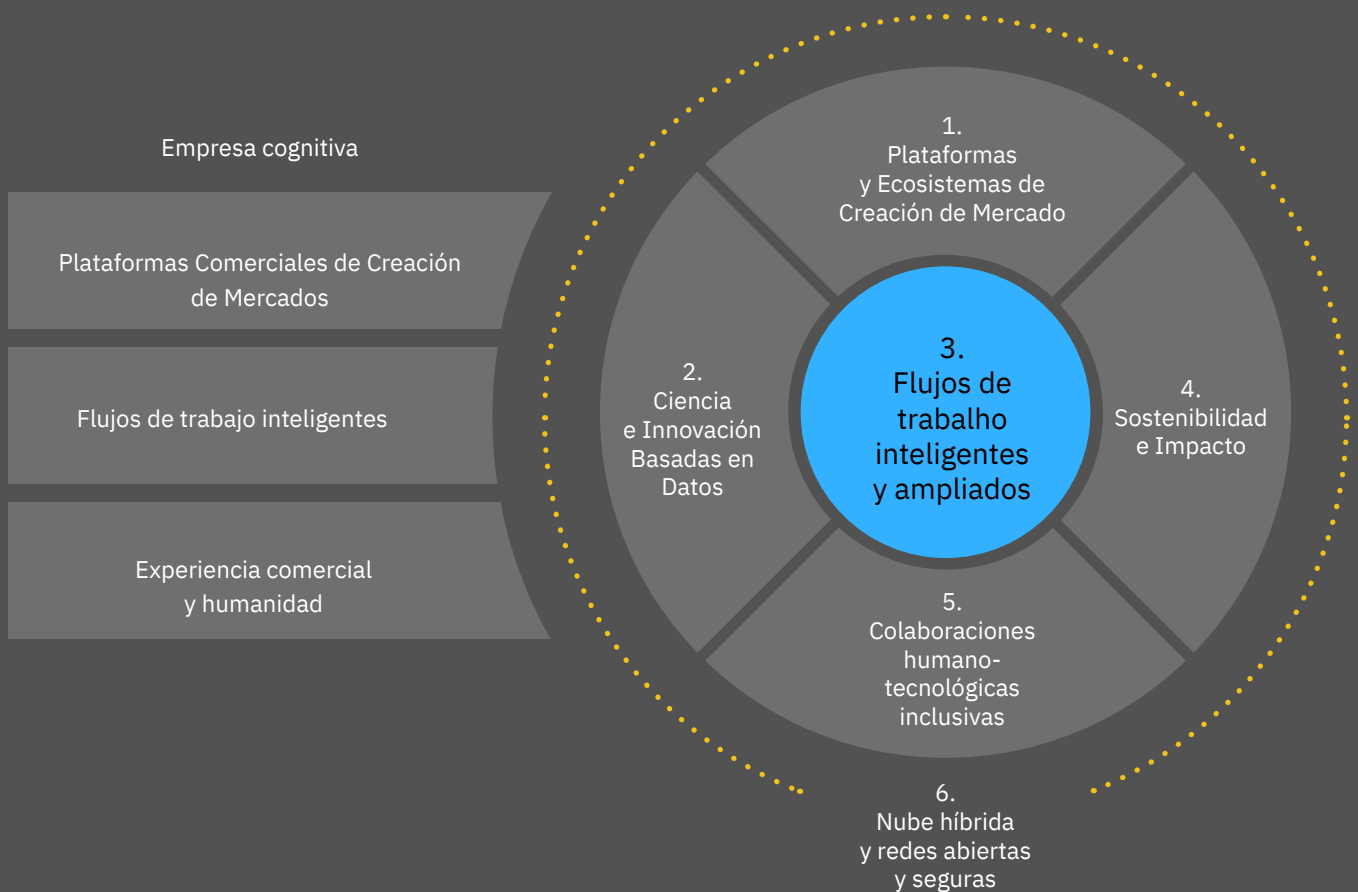 Empresa cognitiva
Plataformas Comerciales de Creación
de Mercados
Flujos de trabajo inteligentes
Experiencia comercial
y humanidad
1.
Plataformas
y Ecosistemas de
Creación de Mercado
2.
Ciencia
e Innovación
Basadas en
Datos
3.
Flujos de
trabalho
inteligentes
y ampliados
4.
Sostenibilidad
e Impacto
5.
Colaboraciones
humano-
tecnológicas
inclusivas
6.
Nube híbrida
y redes abiertas
y seguras